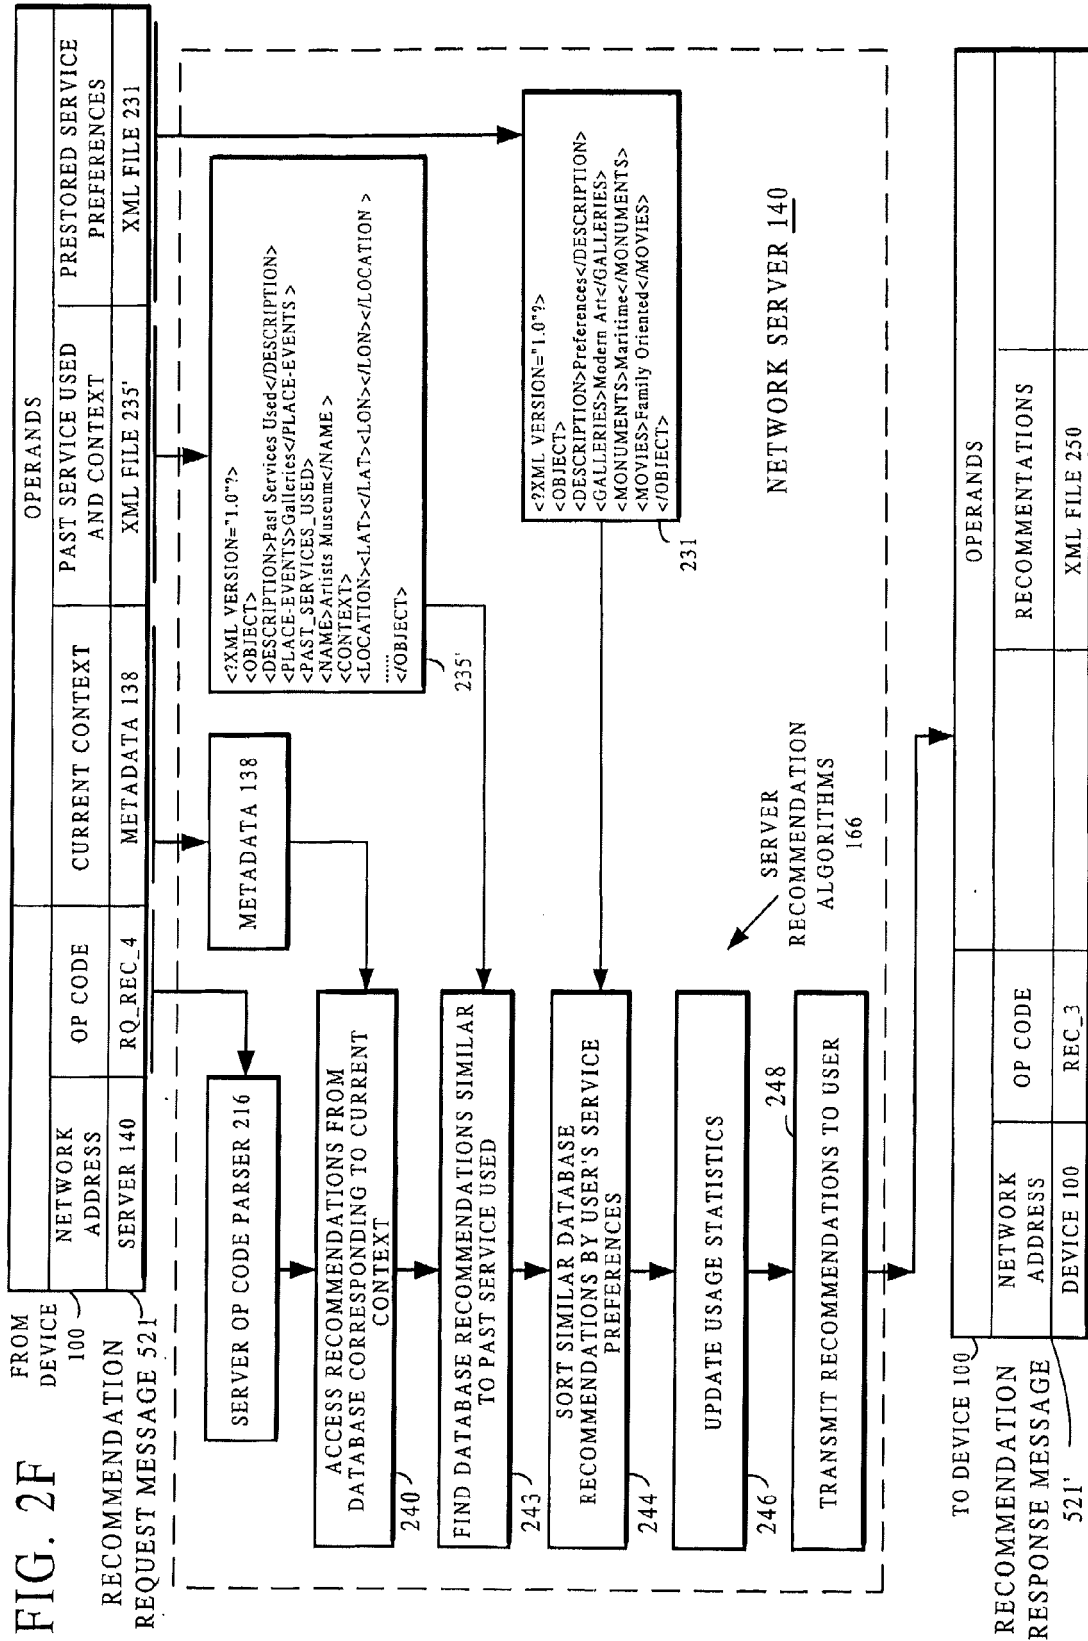 FIG. 2F
FROM
DEVICE
100
RECOMMENDATION
REQUEST MESSAGE 521
OPERANDS
NETWORK
ADDRESS
OP CODE
CURRENT CONTEXT
PAST SERVICE USED
AND CONTEXT
PRESTORED SERVICE
PREFERENCES
SERVER 140
RQ_REC_4
METADATA 138
XML FILE 235'
XML FILE 231
SERVER OP CODE PARSER 216
METADATA 138
<?XML VERSION="1.0"?>
<OBJECT>
<DESCRIPTION>Past Services Used</DESCRIPTION>
<PLACE-EVENTS>Galleries</PLACE-EVENTS >
<PAST_SERVICES_USED>
<NAME>Artists Museum</NAME >
<CONTEXT>
<LOCATION><LAT></LAT><LON></LON></LOCATION >
......
</OBJECT>
235'
ACCESS RECOMMENDATIONS FROM
DATABASE CORRESPONDING TO CURRENT
CONTEXT
240
FIND DATABASE RECOMMENDATIONS SIMILAR
TO PAST SERVICE USED
243
SORT SIMILAR DATABASE
RECOMMENDATIONS BY USER'S SERVICE
PREFERENCES
244
<?XML VERSION="1.0"?>
<OBJECT>
<DESCRIPTION>Preferences</DESCRIPTION>
<GALLERIES>Modern Art</GALLERIES>
<MONUMENTS>Maritime</MONUMENTS>
<MOVIES>Family Oriented</MOVIES>
</OBJECT>
231
UPDATE USAGE STATISTICS
246
TRANSMIT RECOMMENDATIONS TO USER
248
SERVER
RECOMMENDATION
ALGORITHMS
166
NETWORK SERVER 140
TO DEVICE 100
RECOMMENDATION
RESPONSE MESSAGE
521'
OPERANDS
NETWORK
ADDRESS
OP CODE
RECOMMENTATIONS
DEVICE 100
REC_3
XML FILE 250